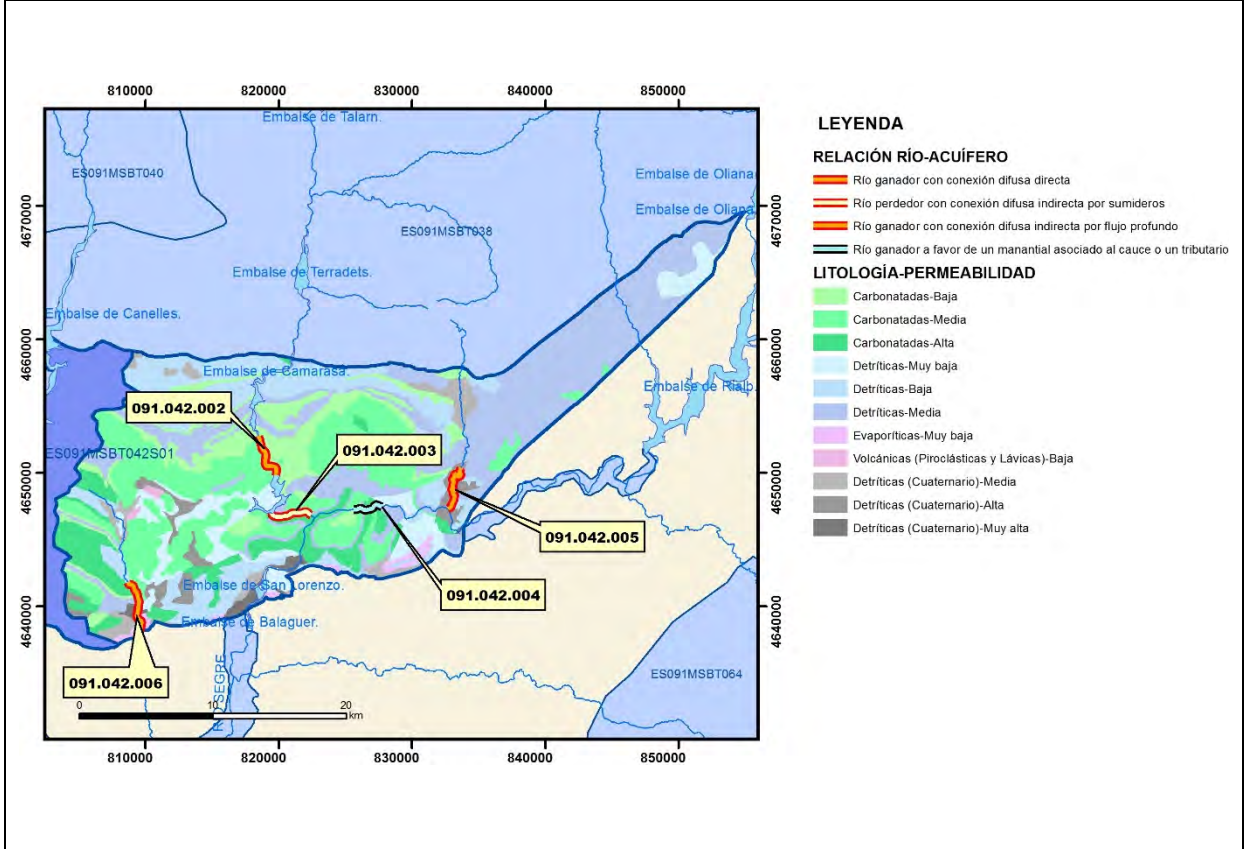 810000
820000
830000
840000
850000
Embalse de Talarn.
ES091MSBT040
Embalse de Oliana
4670000
Embalse de Oliana
4670000
ES091MSBT038
Embalse de Terradets.
Embalse de Canelles.
4660000
4660000
Embalse de Camarasa.
Embalse de Rialb.
091.042.002
091.042.003
ES091MSBT042S01
4650000
4650000
091.042.005
091.042.004
Embalse de San Lorenzo.
4640000
4640000
Embalse de Balaguer.
ES091MSBT064
091.042.006
SEGRE
0
10
20
km
810000
820000
830000
840000
850000
LEYENDA
RELACIÓN RÍO-ACUÍFERO
Río ganador con conexión difusa directa
Río perdedor con conexión difusa indirecta por sumideros
Río ganador con conexión difusa indirecta por flujo profundo
Río ganador a favor de un manantial asociado al cauce o un tributario
LITOLOGÍA-PERMEABILIDAD
Carbonatadas-Baja
Carbonatadas-Media
Carbonatadas-Alta
Detríticas-Muy baja
Detríticas-Baja
Detríticas-Media
Evaporíticas-Muy baja
Volcánicas (Piroclásticas y Lávicas)-Baja
Detríticas (Cuaternario)-Media
Detríticas (Cuaternario)-Alta
Detríticas (Cuaternario)-Muy alta